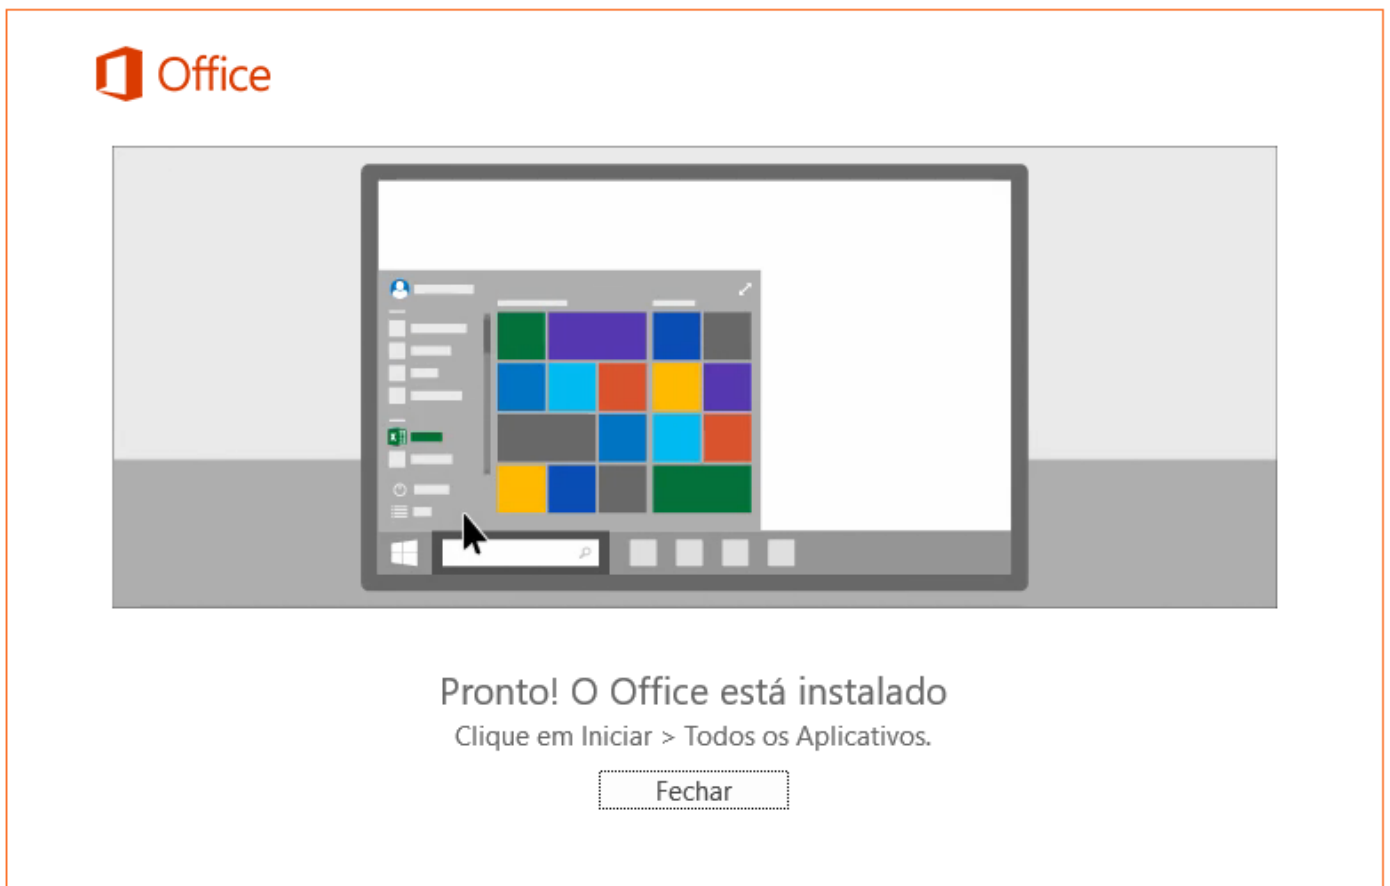 Office
Pronto! O Office está instalado
Clique em Iniciar > Todos os Aplicativos.
Fechar